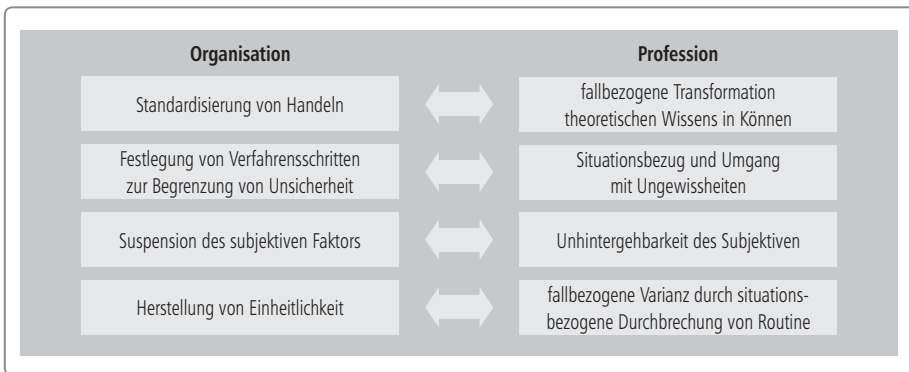 Organisation
Profession
Standardisierung von Handeln
fallbezogene Transformation
theoretischen Wissens in Können
Festlegung von Verfahrensschritten
zur Begrenzung von Unsicherheit
Situationsbezug und Umgang
mit Ungewissheiten
Suspension des subjektiven Faktors
Unhintergehbarkeit des Subjektiven
Herstellung von Einheitlichkeit
fallbezogene Varianz durch situations-
bezogene Durchbrechung von Routine